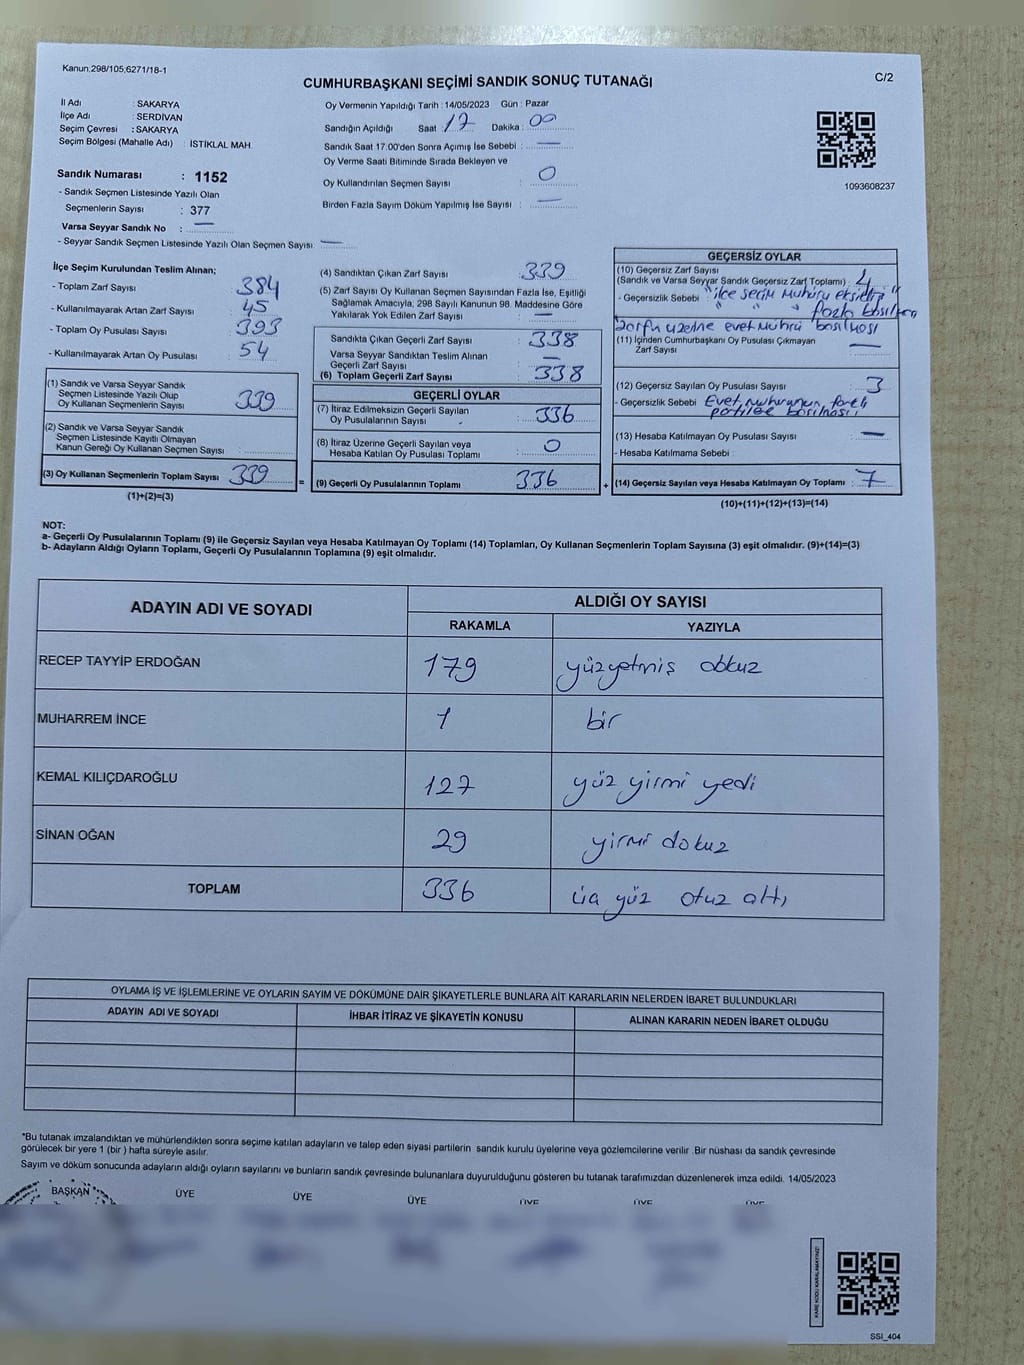 Kanun.298/105,6271/18-1
CUMHURBAŞKANI SEÇİMİ SANDIK SONUÇ TUTANAĞI
C/2
İl Adı : SAKARYA
İlçe Adı : SERDİVAN
Seçim Çevresi : SAKARYA
Seçim Bölgesi (Mahalle Adı) : İSTİKLAL MAH.
Sandık Numarası : 1152
- Sandık Seçmen Listesinde Yazılı Olan
Seçmenlerin Sayısı : 377
Varsa Seyyar Sandık No : —
- Seyyar Sandık Seçmen Listesinde Yazılı Olan Seçmen Sayısı : —
Oy Vermenin Yapıldığı Tarih : 14/05/2023 Gün : Pazar
Sandığın Açıldığı Saat 17 Dakika : 00
Sandık Saat 17:00'den Sonra Açımış İse Sebebi : —
Oy Verme Saati Bitiminde Sırada Bekleyen ve
Oy Kullandırılan Seçmen Sayısı : 0
Birden Fazla Sayım Döküm Yapılmış İse Sayısı : —
1093608237
İlçe Seçim Kurulundan Teslim Alınan;
- Toplam Zarf Sayısı : 384
- Kullanılmayarak Artan Zarf Sayısı : 45
- Toplam Oy Pusulası Sayısı : 393
- Kullanılmayarak Artan Oy Pusulası : 54
(1) Sandık ve Varsa Seyyar Sandık
Seçmen Listesinde Yazılı Olup
Oy Kullanan Seçmenlerin Sayısı : 339
(2) Sandık ve Varsa Seyyar Sandık
Seçmen Listesinde Kayıtlı Olmayan
Kanun Gereği Oy Kullanan Seçmen Sayısı :
(3) Oy Kullanan Seçmenlerin Toplam Sayısı : 339
(1)+(2)=(3)
=
(4) Sandıktan Çıkan Zarf Sayısı : 339
(5) Zarf Sayısı Oy Kullanan Seçmen Sayısından Fazla İse, Eşitliği
Sağlamak Amacıyla, 298 Sayılı Kanunun 98. Maddesine Göre
Yakılarak Yok Edilen Zarf Sayısı : —
Sandıkta Çıkan Geçerli Zarf Sayısı : 338
Varsa Seyyar Sandıktan Teslim Alınan
Geçerli Zarf Sayısı : —
(6) Toplam Geçerli Zarf Sayısı : 338
GEÇERLİ OYLAR
(7) İtiraz Edilmeksizin Geçerli Sayılan
Oy Pusulasının Sayısı : 336
(8) İtiraz Üzerine Geçerli Sayılan veya
Hesaba Katılan Oy Pusulası Toplamı : 0
(9) Geçerli Oy Pusulalarının Toplamı : 336
+
GEÇERSİZ OYLAR
(10) Geçersiz Zarf Sayısı
(Sandık ve Varsa Seyyar Sandık Geçersiz Zarf Toplamı) : 4
- Geçersizlik Sebebi : "ilce seçim mühürü eksikliği"
" " " fazla basılması
Zarfın üzerine evet mührü basılması
(11) İçinden Cumhurbaşkanı Oy Pusulası Çıkmayan
Zarf Sayısı : —
(12) Geçersiz Sayılan Oy Pusulası Sayısı : 3
- Geçersizlik Sebebi : Evet, muhurunun, farklı
partilere basılması
(13) Hesaba Katılmayan Oy Pusulası Sayısı : —
- Hesaba Katılmama Sebebi :
(14) Geçersiz Sayılan veya Hesaba Katılmayan Oy Toplamı : 7
(10)+(11)+(12)+(13)=(14)
NOT:
a- Geçerli Oy Pusulalarının Toplamı (9) ile Geçersiz Sayılan veya Hesaba Katılmayan Oy Toplamı (14) Toplamları, Oy Kullanan Seçmenlerin Toplam Sayısına (3) eşit olmalıdır. (9)+(14)=(3)
b- Adayların Aldığı Oyların Toplamı, Geçerli Oy Pusulalarının Toplamına (9) eşit olmalıdır.
ADAYIN ADI VE SOYADI
ALDIĞI OY SAYISI
RAKAMLA YAZIYLA
RECEP TAYYİP ERDOĞAN 179 yüzyetmiş dokuz
MUHARREM İNCE 1 bir
KEMAL KILIÇDAROĞLU 127 yüz yirmi yedi
SİNAN OĞAN 29 yirmi dokuz
TOPLAM 336 üç yüz otuz altı
OYLAMA İŞ VE İŞLEMLERİNE VE OYLARIN SAYIM VE DÖKÜMÜNE DAİR ŞİKAYETLERLE BUNLARA AİT KARARLARIN NELERDEN İBARET BULUNDUKLARI
ADAYIN ADI VE SOYADI İHBAR İTİRAZ VE ŞİKAYETİN KONUSU ALINAN KARARIN NEDEN İBARET OLDUĞU
*Bu tutanak imzalandıktan ve mühürlendikten sonra seçime katılan adayların ve talep eden siyasi partilerin sandık kurulu üyelerine veya gözlemcilerine verilir .Bir nüshası da sandık çevresinde
görülecek bir yere 1 (bir ) hafta süreyle asılır.
Sayım ve döküm sonucunda adayların aldığı oyların sayılarını ve bunların sandık çevresinde bulunanlara duyurulduğunu gösteren bu tutanak tarafımızdan düzenlenerek imza edildi. 14/05/2023
BAŞKAN ÜYE ÜYE ÜYE ÜYE ÜYE ÜYE
KARE KODU KARALAMAYINIZ!
SSI_404